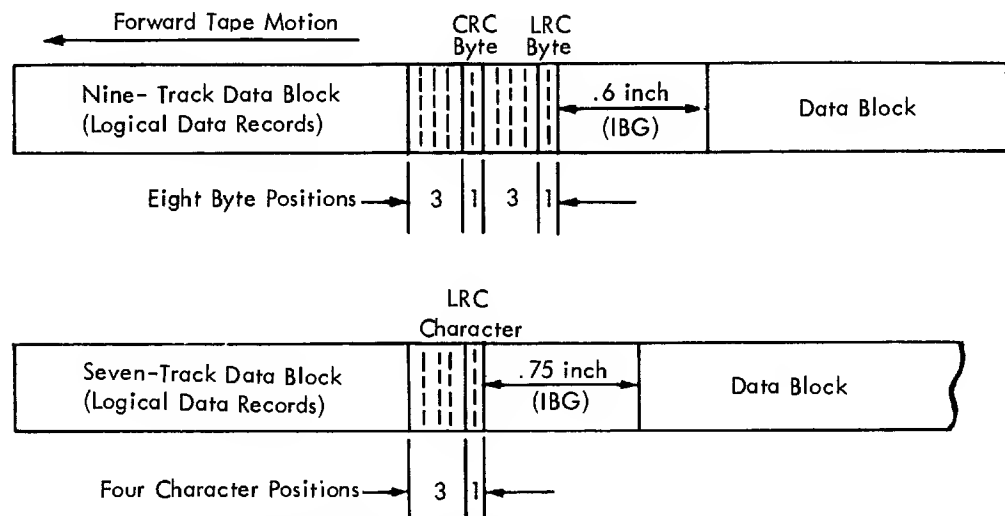 Forward Tape Motion
CRC
Byte
LRC
Byte
Nine- Track Data Block
(Logical Data Records)
.6 inch
(IBG)
Data Block
Eight Byte Positions
3
1
3
1
LRC
Character
Seven-Track Data Block
(Logical Data Records)
.75 inch
(IBG)
Data Block
Four Character Positions
3
1